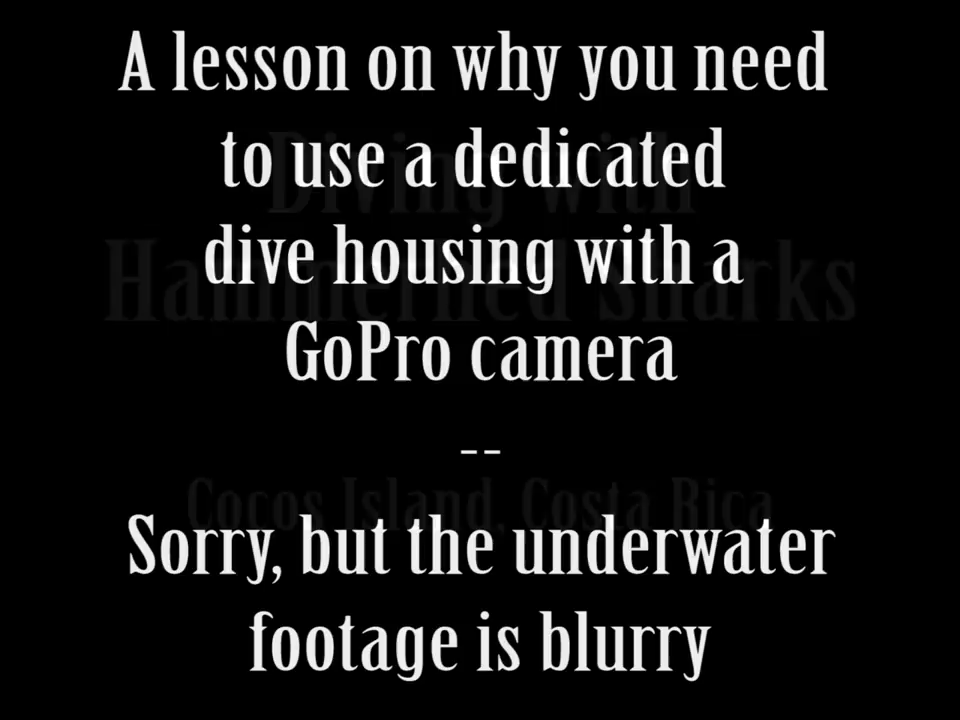 A lesson on why you need
to use a dedicated
dive housing with a
GoPro camera
--
Sorry, but the underwater
footage is blurry
Diving with
Hammerhed sharks
Cocos Island, Costa Rica